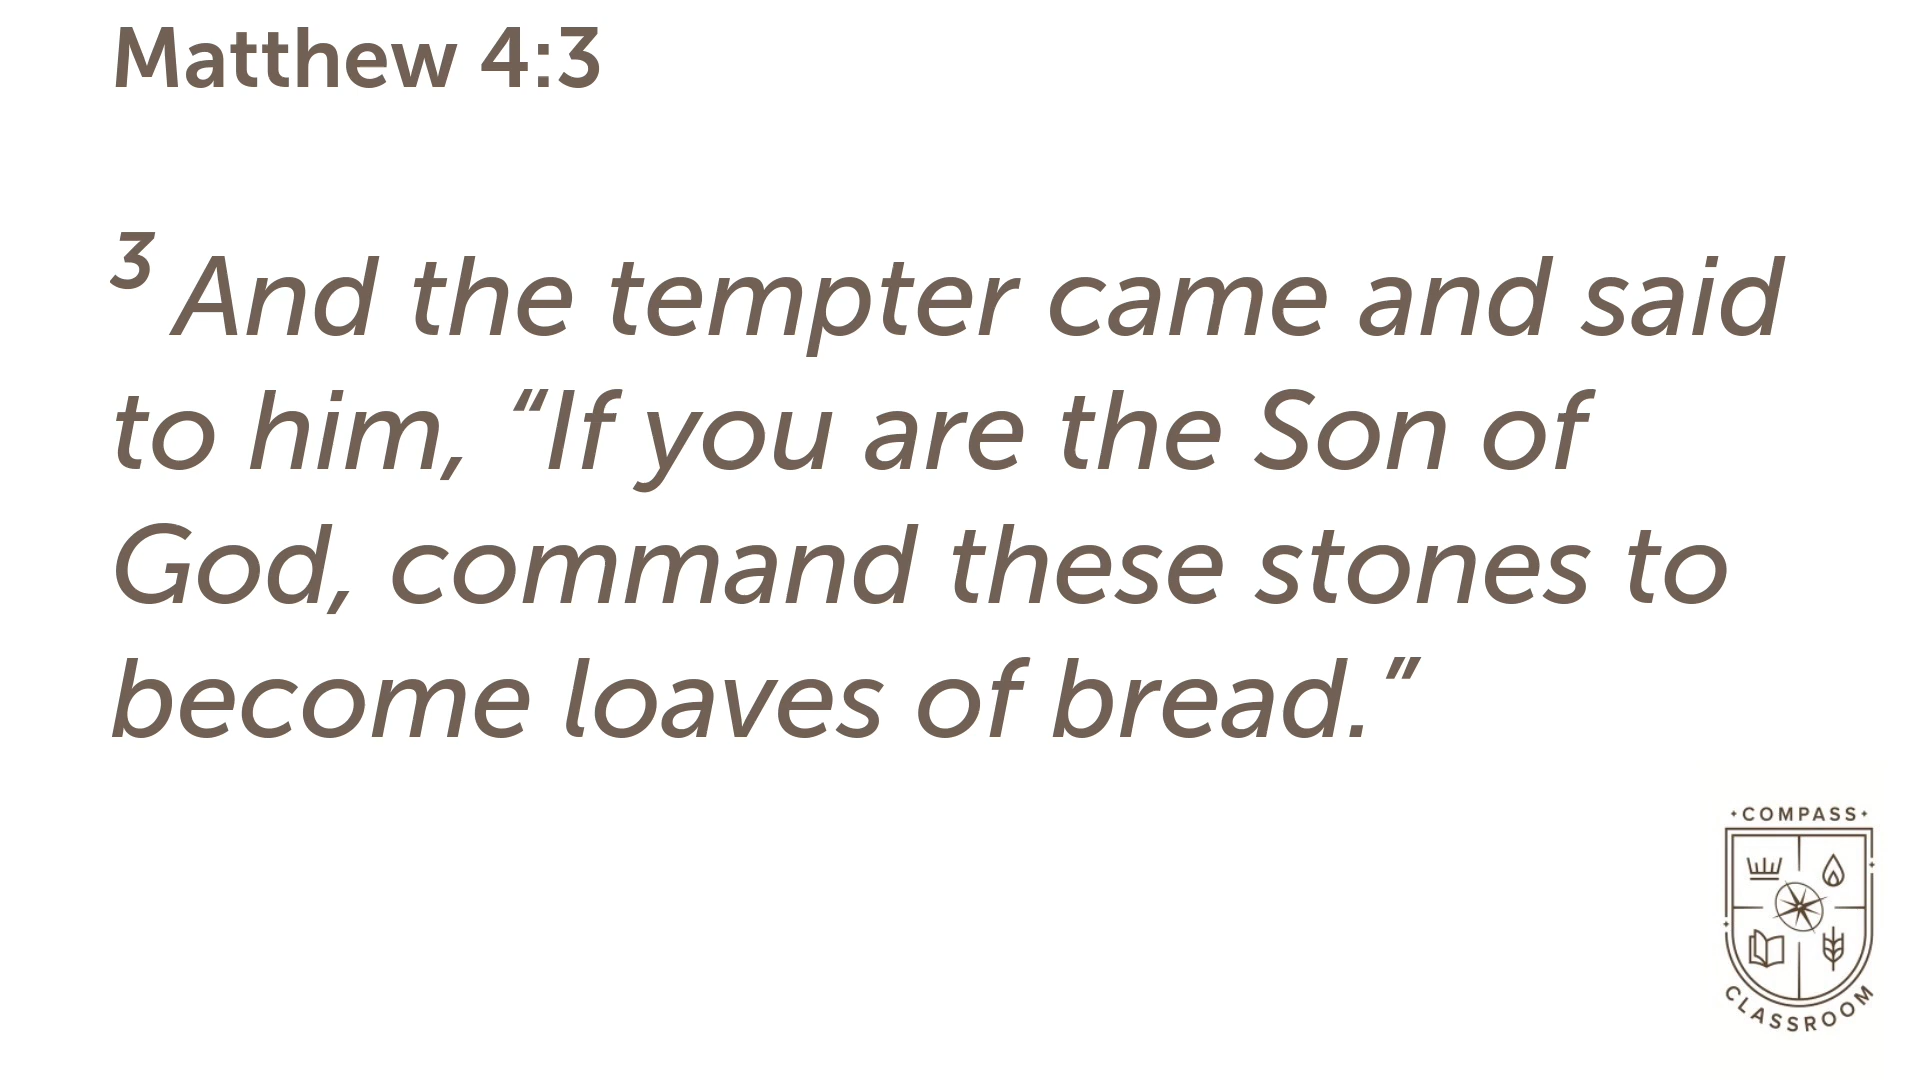 Matthew 4:3
3 And the tempter came and said
to him, “If you are the Son of
God, command these stones to
become loaves of bread.”
COMPASS
CLASSROOM